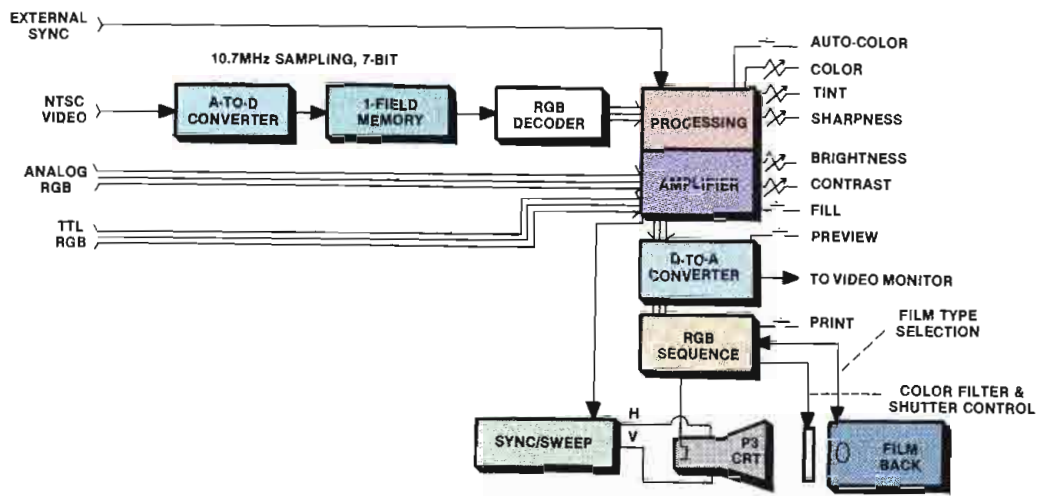 EXTERNAL
SYNC
10.7MHz SAMPLING, 7-BIT
NTSC
VIDEO
A-TO-D
CONVERTER
1-FIELD
MEMORY
RGB
DECODER
PROCESSING
AMPLIFIER
AUTO-COLOR
COLOR
TINT
SHARPNESS
BRIGHTNESS
CONTRAST
FILL
PREVIEW
ANALOG
RGB
TTL
RGB
D-TO-A
CONVERTER
TO VIDEO MONITOR
PRINT
FILM TYPE
SELECTION
RGB
SEQUENCE
COLOR FILTER &
SHUTTER CONTROL
SYNC/SWEEP
H
V
P3
CRT
FILM
BACK